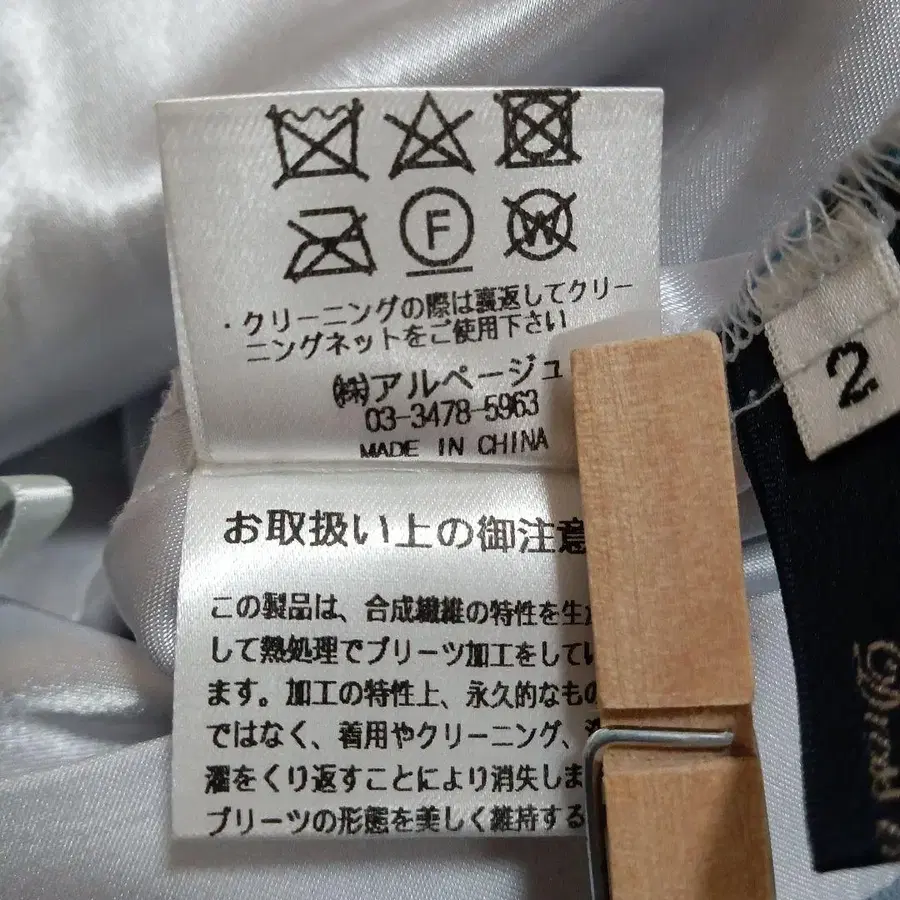 F
W
・クリーニングの際は裏返してクリー
ニングネットをご使用下さい
㈱アルページュ
03-3478-5963
MADE IN CHINA
2
お取扱い上の御注意
この製品は、合成繊維の特性を生
して熱処理でプリーツ加工をしてい
ます。加工の特性上、永久的なもの
ではなく、着用やクリーニング、
濯をくり返すことにより消失しま
プリーツの形態を美しく維持する